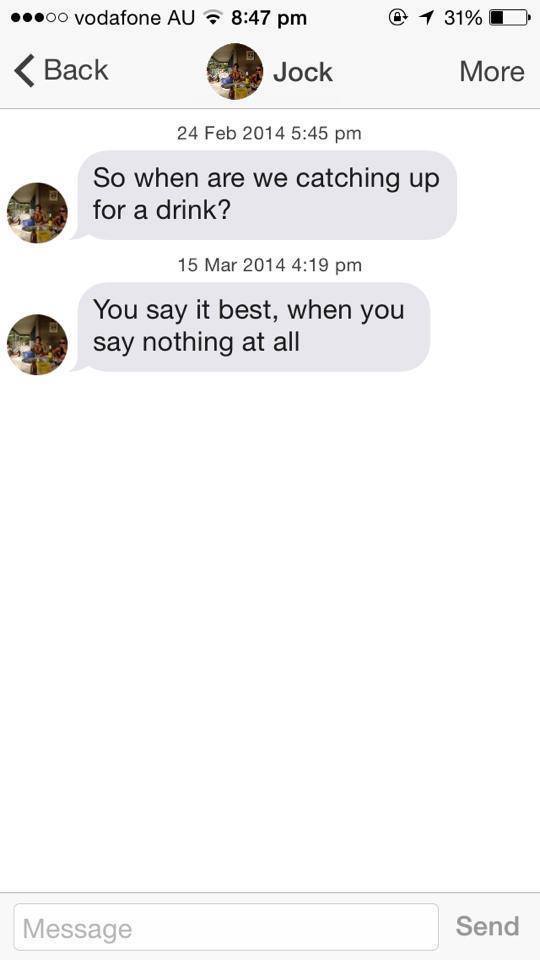 vodafone AU 8:47 pm 31%
Back Jock More
24 Feb 2014 5:45 pm
So when are we catching up
for a drink?
15 Mar 2014 4:19 pm
You say it best, when you
say nothing at all
Message Send